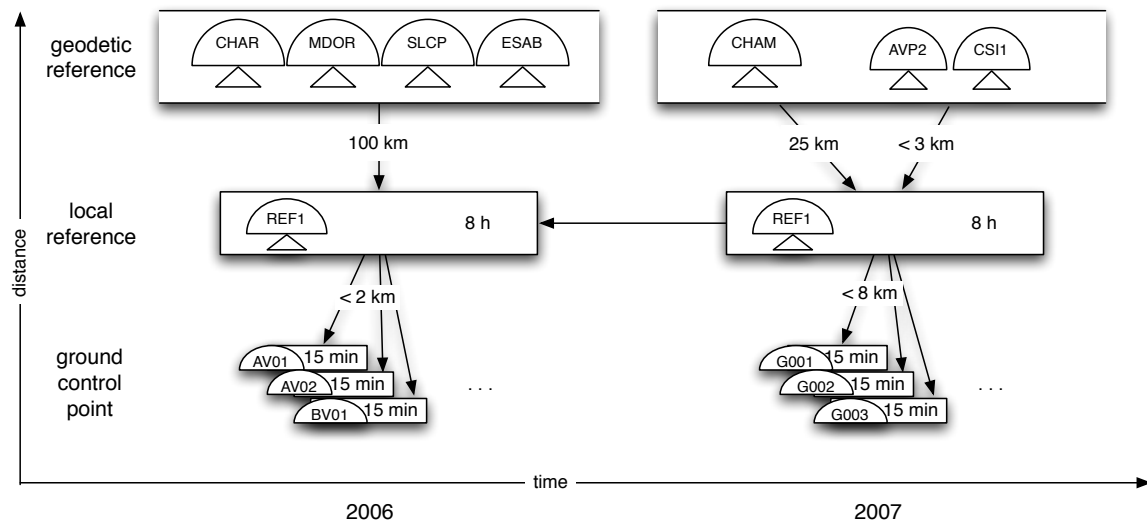 geodetic
reference
CHAR MDOR SLCP ESAB
CHAM AVP2 CSI1
100 km
25 km < 3 km
local
reference
REF1 8 h
REF1 8 h
< 2 km
< 8 km
ground
control
point
AV01 15 min
AV02 15 min
BV01 15 min
. . .
G001 15 min
G002 15 min
G003 15 min
. . .
distance
time
2006
2007